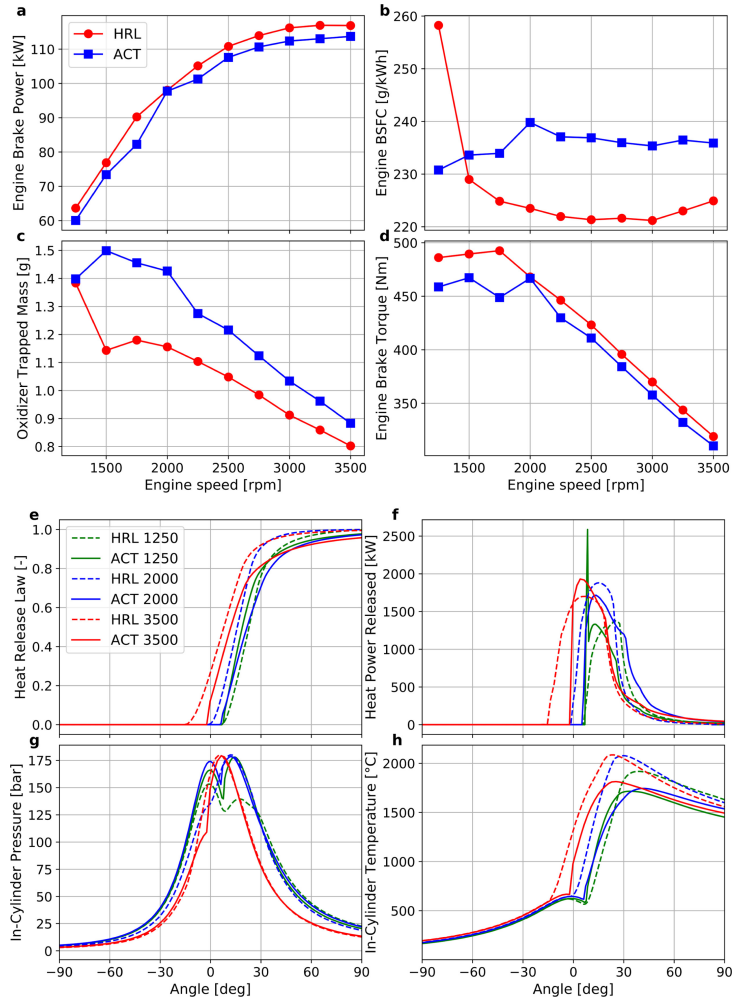 a
HRL
ACT
Engine Brake Power [kW]
110
100
90
80
70
60
b
Engine BSFC [g/kWh]
260
250
240
230
220
c
Oxidizer Trapped Mass [g]
1.5
1.4
1.3
1.2
1.1
1.0
0.9
0.8
1500 2000 2500 3000 3500
Engine speed [rpm]
d
Engine Brake Torque [Nm]
500
450
400
350
1500 2000 2500 3000 3500
Engine speed [rpm]
e
HRL 1250
ACT 1250
HRL 2000
ACT 2000
HRL 3500
ACT 3500
Heat Release Law [-]
1.0
0.8
0.6
0.4
0.2
0.0
f
Heat Power Released [kW]
2500
2000
1500
1000
500
0
g
In-Cylinder Pressure [bar]
175
150
125
100
75
50
25
0
−90 −60 −30 0 30 60 90
Angle [deg]
h
In-Cylinder Temperature [°C]
2000
1500
1000
500
−90 −60 −30 0 30 60 90
Angle [deg]